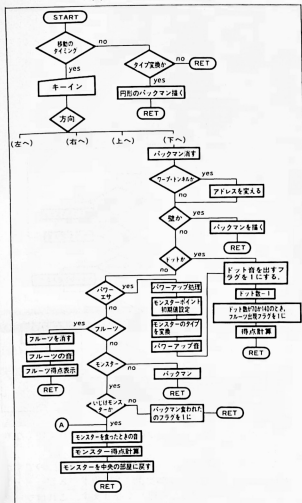 START
移動の
タイミング
no
yes
タイプ変換か
no
RET
yes
キーイン
円形のパックマン描く
RET
方向
(左へ)
(右へ)
(上へ)
(下へ)
パックマン消す
ワープ・トンネルか
yes
アドレスを変える
no
壁か
yes
パックマンを描く
no
RET
ドットか
yes
ドット音を出すフ
ラグを1にする.
no
ドット数−1
ドット数が70か140のとき,
フルーツ出現フラグを1に
得点計算
RET
パワー
エサ
yes
パワーアップ処理
モンスターポイント
初期値設定
モンスターのタイプ
を変換
パワーアップ音
no
フルーツ
yes
フルーツを消す
フルーツの音
フルーツ得点表示
RET
no
モンスター
no
パックマン
RET
yes
いじけモンス
ターか
no
パックマン食われた
のフラグを1に
RET
yes
A
モンスターを食ったときの音
モンスター得点計算
モンスターを中央の部屋に戻す
RET